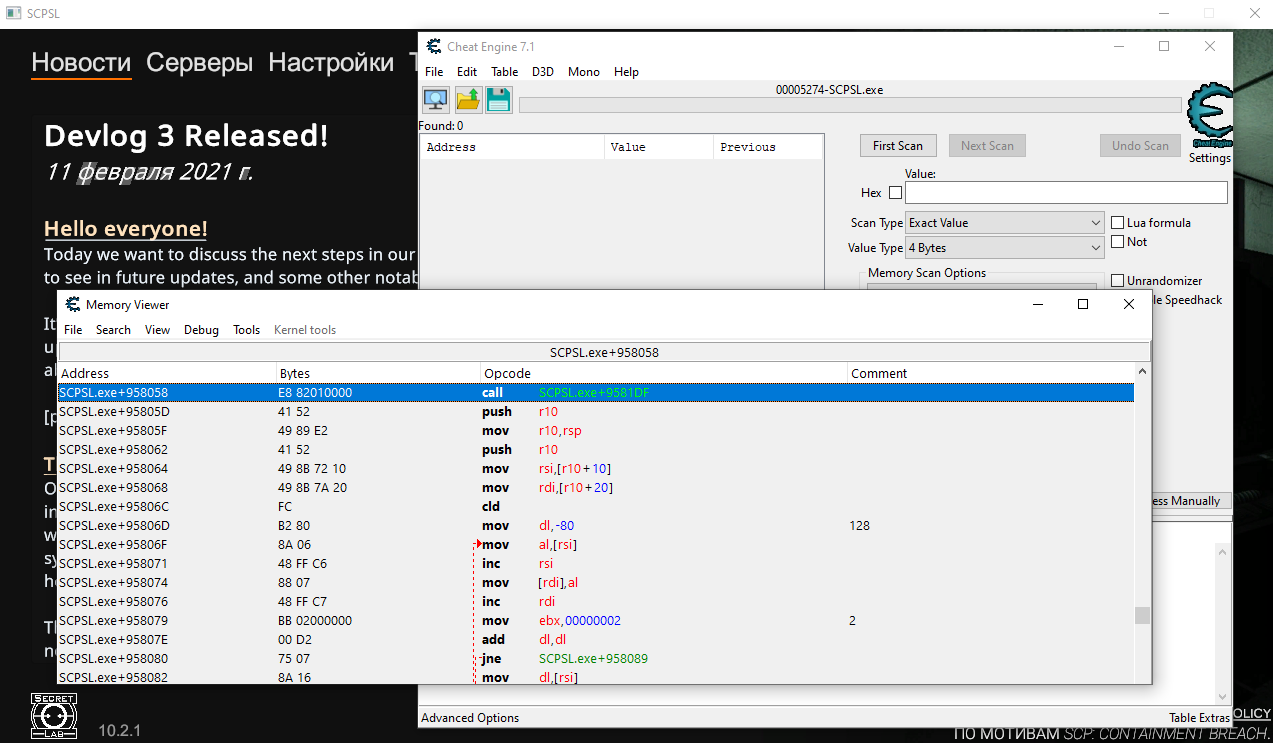 SCPSL
Новости Серверы Настройки
Devlog 3 Released!
11 февраля 2021 г.
Hello everyone!
Today we want to discuss the next steps in our
to see in future updates, and some other notab
Cheat Engine 7.1
File Edit Table D3D Mono Help
00005274-SCPSL.exe
Found: 0
Address Value Previous
First Scan Next Scan Undo Scan
Cheat Engine
Settings
Value:
Hex
Scan Type Exact Value
Lua formula
Value Type 4 Bytes
Not
Memory Scan Options
Unrandomizer
le Speedhack
Memory Viewer
File Search View Debug Tools Kernel tools
SCPSL.exe+958058
Address Bytes Opcode Comment
SCPSL.exe+958058 E8 82010000 call SCPSL.exe+9581DF
SCPSL.exe+95805D 41 52 push r10
SCPSL.exe+95805F 49 89 E2 mov r10,rsp
SCPSL.exe+958062 41 52 push r10
SCPSL.exe+958064 49 8B 72 10 mov rsi,[r10+10]
SCPSL.exe+958068 49 8B 7A 20 mov rdi,[r10+20]
SCPSL.exe+95806C FC cld
SCPSL.exe+95806D B2 80 mov dl,-80 128
SCPSL.exe+95806F 8A 06 mov al,[rsi]
SCPSL.exe+958071 48 FF C6 inc rsi
SCPSL.exe+958074 88 07 mov [rdi],al
SCPSL.exe+958076 48 FF C7 inc rdi
SCPSL.exe+958079 BB 02000000 mov ebx,00000002 2
SCPSL.exe+95807E 00 D2 add dl,dl
SCPSL.exe+958080 75 07 jne SCPSL.exe+958089
SCPSL.exe+958082 8A 16 mov dl,[rsi]
ess Manually
Advanced Options Table Extras
SECRET
LAB
10.2.1
OLICY
ПО МОТИВАМ SCP: CONTAINMENT BREACH.